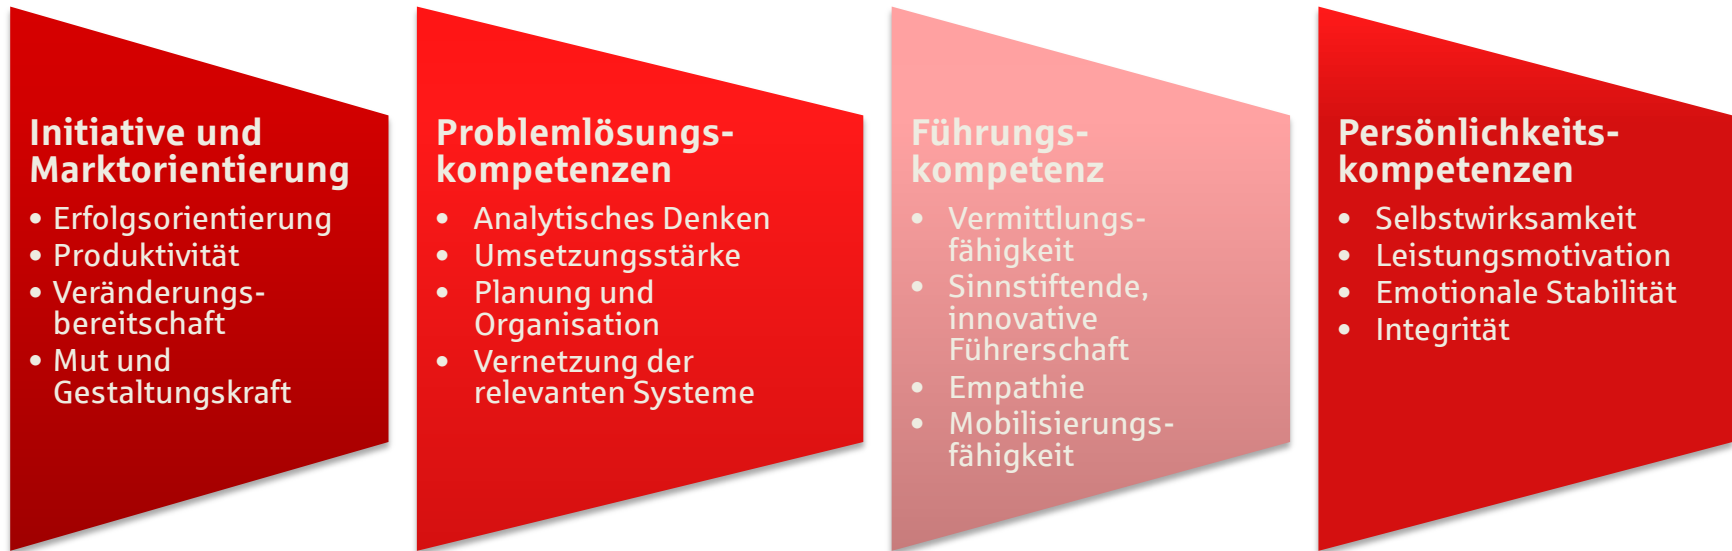 Initiative und
Marktorientierung
• Erfolgsorientierung
• Produktivität
• Veränderungs-
bereitschaft
• Mut und
Gestaltungskraft
Problemlösungs-
kompetenzen
• Analytisches Denken
• Umsetzungsstärke
• Planung und
Organisation
• Vernetzung der
relevanten Systeme
Führungs-
kompetenz
• Vermittlungs-
fähigkeit
• Sinnstiftende,
innovative
Führerschaft
• Empathie
• Mobilisierungs-
fähigkeit
Persönlichkeits-
kompetenzen
• Selbstwirksamkeit
• Leistungsmotivation
• Emotionale Stabilität
• Integrität